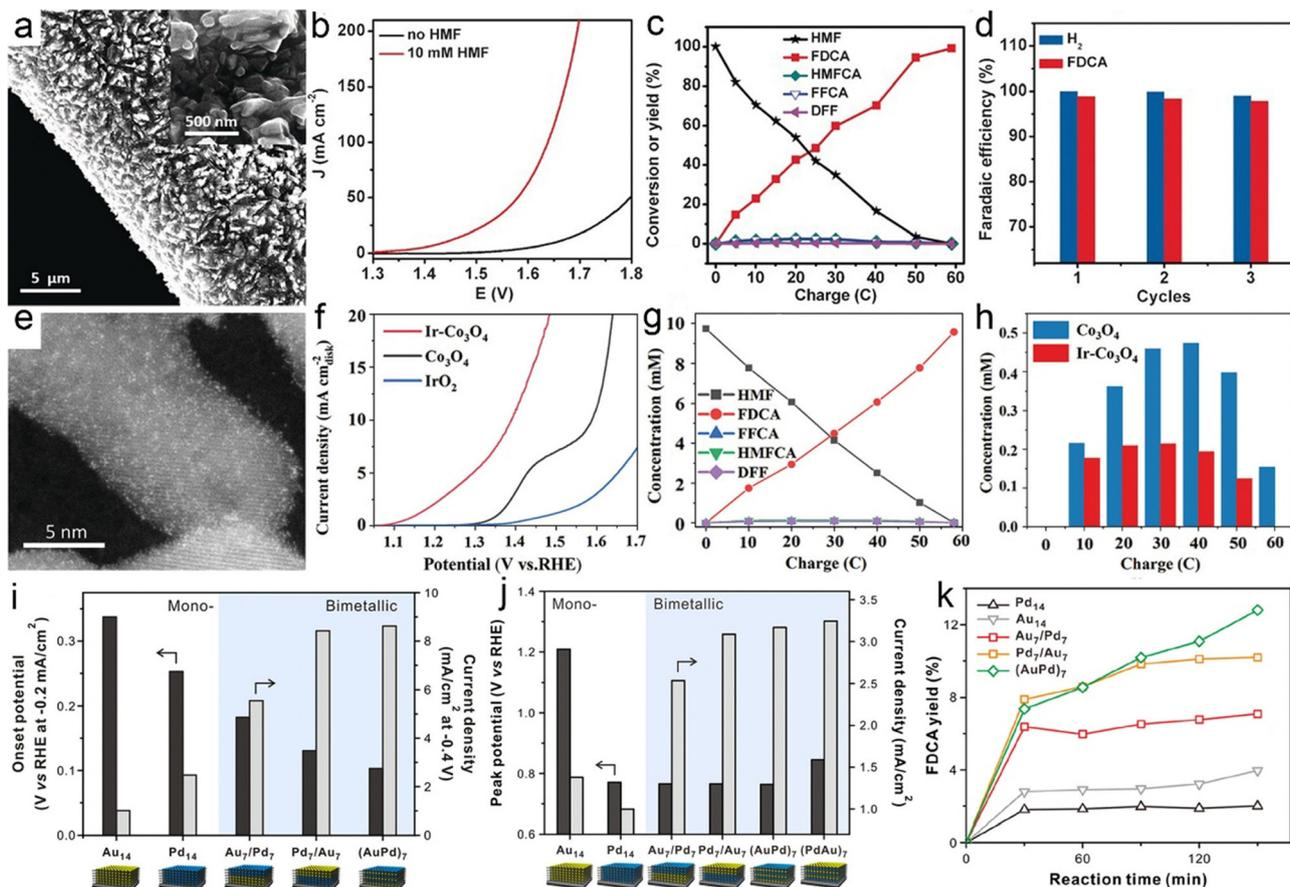 a
500 nm
5 μm
b
no HMF
10 mM HMF
200
150
100
50
0
J (mA cm⁻²)
1.3 1.4 1.5 1.6 1.7 1.8
E (V)
c
HMF
FDCA
HMFCA
FFCA
DFF
100
80
60
40
20
0
Conversion or yield (%)
0 10 20 30 40 50 60
Charge (C)
d
H₂
FDCA
110
100
90
80
70
Faradaic efficiency (%)
1 2 3
Cycles
e
5 nm
f
Ir-Co₃O₄
Co₃O₄
IrO₂
20
15
10
5
0
Current density (mA cm⁻²disk)
1.1 1.2 1.3 1.4 1.5 1.6 1.7
Potential (V vs.RHE)
g
HMF
FDCA
FFCA
HMFCA
DFF
10
8
6
4
2
0
Concentration (mM)
0 10 20 30 40 50 60
Charge (C)
h
Co₃O₄
Ir-Co₃O₄
0.5
0.4
0.3
0.2
0.1
0.0
Concentration (mM)
0 10 20 30 40 50 60
Charge (C)
i
Mono-
Bimetallic
0.3
0.2
0.1
0.0
Onset potential
(V vs RHE at -0.2 mA/cm²)
10
8
6
4
2
0
Current density
(mA/cm² at -0.4 V)
Au₁₄ Pd₁₄ Au₇/Pd₇ Pd₇/Au₇ (AuPd)₇
j
Mono-
Bimetallic
1.4
1.2
1.0
0.8
0.6
Peak potential (V vs RHE)
3.5
3.0
2.5
2.0
1.5
1.0
Current density (mA/cm²)
Au₁₄ Pd₁₄ Au₇/Pd₇ Pd₇/Au₇ (AuPd)₇ (PdAu)₇
k
Pd₁₄
Au₁₄
Au₇/Pd₇
Pd₇/Au₇
(AuPd)₇
12
8
4
0
FDCA yield (%)
0 60 120
Reaction time (min)